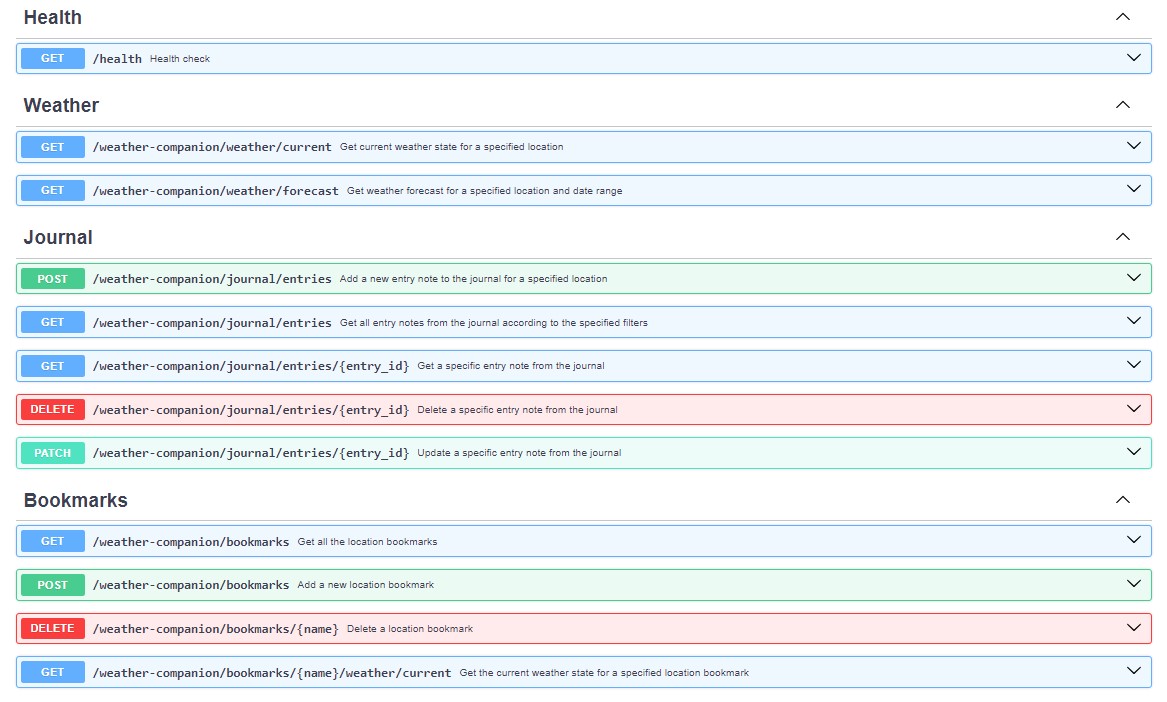 Health
GET /health Health check
Weather
GET /weather-companion/weather/current Get current weather state for a specified location
GET /weather-companion/weather/forecast Get weather forecast for a specified location and date range
Journal
POST /weather-companion/journal/entries Add a new entry note to the journal for a specified location
GET /weather-companion/journal/entries Get all entry notes from the journal according to the specified filters
GET /weather-companion/journal/entries/{entry_id} Get a specific entry note from the journal
DELETE /weather-companion/journal/entries/{entry_id} Delete a specific entry note from the journal
PATCH /weather-companion/journal/entries/{entry_id} Update a specific entry note from the journal
Bookmarks
GET /weather-companion/bookmarks Get all the location bookmarks
POST /weather-companion/bookmarks Add a new location bookmark
DELETE /weather-companion/bookmarks/{name} Delete a location bookmark
GET /weather-companion/bookmarks/{name}/weather/current Get the current weather state for a specified location bookmark